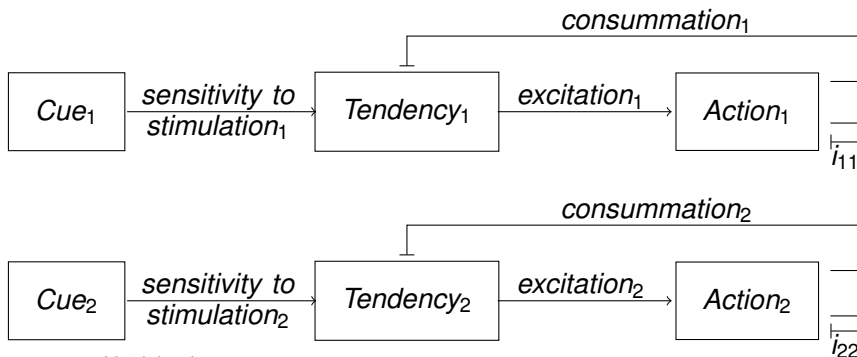 consummation₁
Cue₁ sensitivity to stimulation₁ Tendency₁ excitation₁ Action₁
i₁₁
consummation₂
Cue₂ sensitivity to stimulation₂ Tendency₂ excitation₂ Action₂
i₂₂